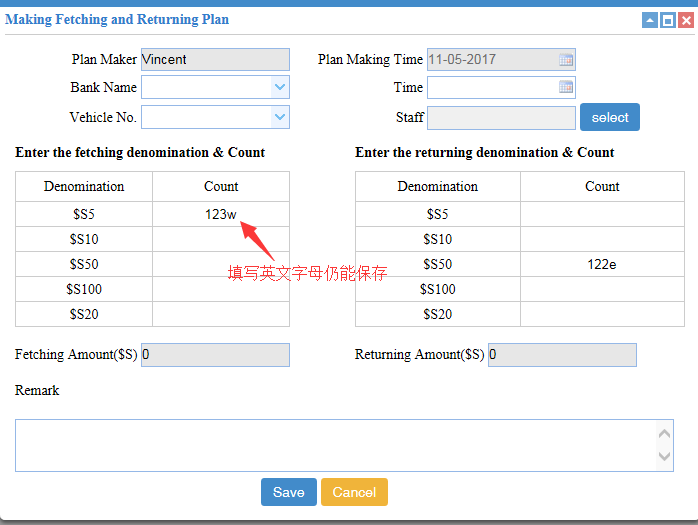 Making Fetching and Returning Plan
Plan Maker Vincent Plan Making Time 11-05-2017
Bank Name Time
Vehicle No. Staff select
Enter the fetching denomination & Count Enter the returning denomination & Count
Denomination Count Denomination Count
$S5 123w $S5
$S10 $S10
$S50 $S50 122e
填写英文字母仍能保存
$S100 $S100
$S20 $S20
Fetching Amount($S) 0 Returning Amount($S) 0
Remark
Save Cancel